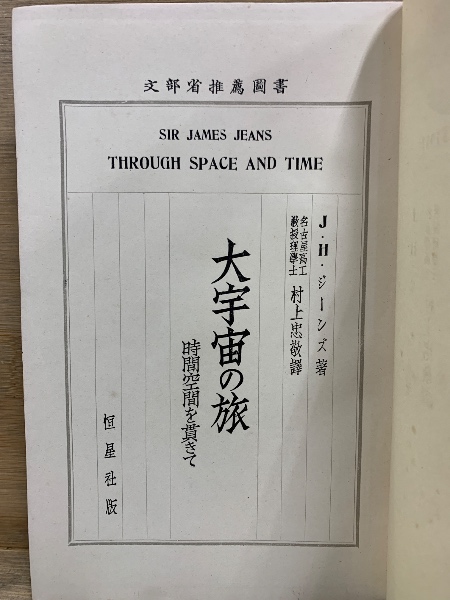 文部省推薦圖書
SIR JAMES JEANS
THROUGH SPACE AND TIME
J・H・ジーンズ著
名古屋高工
教授理學士
村上忠敬譯
大宇宙の旅
時間空間を貫きて
恒星社版